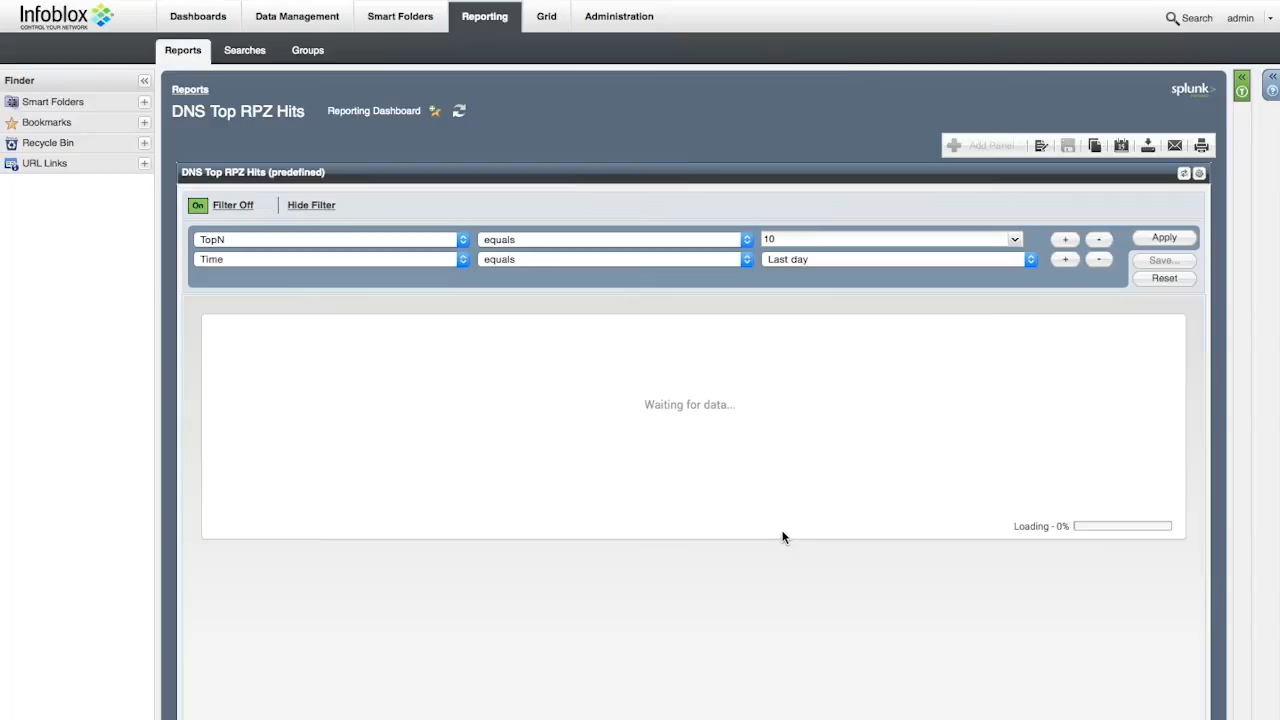 Infoblox
CONTROL YOUR NETWORK
Dashboards Data Management Smart Folders Reporting Grid Administration Search admin
Reports Searches Groups
Finder
Smart Folders
Bookmarks
Recycle Bin
URL Links
Reports
splunk>
DNS Top RPZ Hits Reporting Dashboard
Add Panel
DNS Top RPZ Hits (predefined)
On Filter Off Hide Filter
TopN equals 10 + - Apply
Time equals Last day + - Save...
Reset
Waiting for data...
Loading - 0%